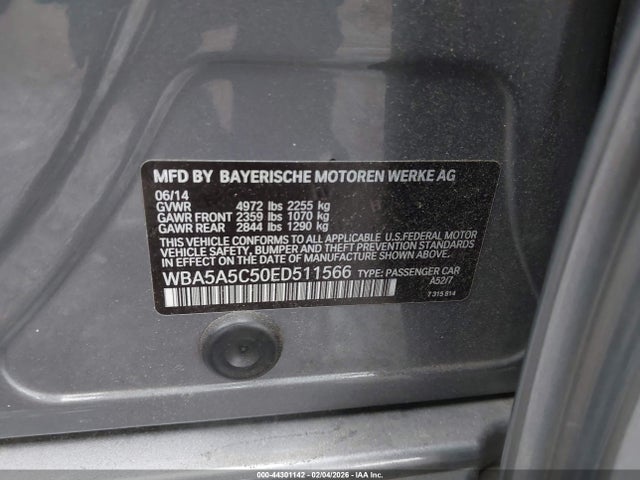 MFD BY BAYERISCHE MOTOREN WERKE AG
06/14
GVWR 4972 lbs 2255 kg
GAWR FRONT 2359 lbs 1070 kg
GAWR REAR 2844 lbs 1290 kg
THIS VEHICLE CONFORMS TO ALL APPLICABLE U.S.FEDERAL MOTOR
VEHICLE SAFETY, BUMPER AND THEFT PREVENTION STANDARDS
IN EFFECT ON THE DATE OF MANUFACTURE SHOWN ABOVE.
WBA5A5C50ED511566 TYPE: PASSENGER CAR
A52/7
7 315 814
000-44301142 - 02/04/2026 - IAA INC.